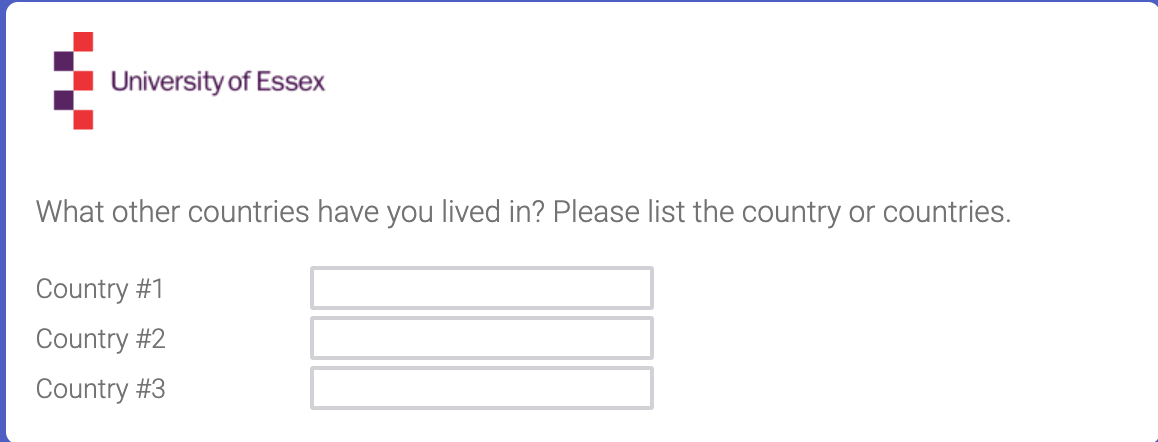 University of Essex
What other countries have you lived in? Please list the country or countries.
Country #1
Country #2
Country #3